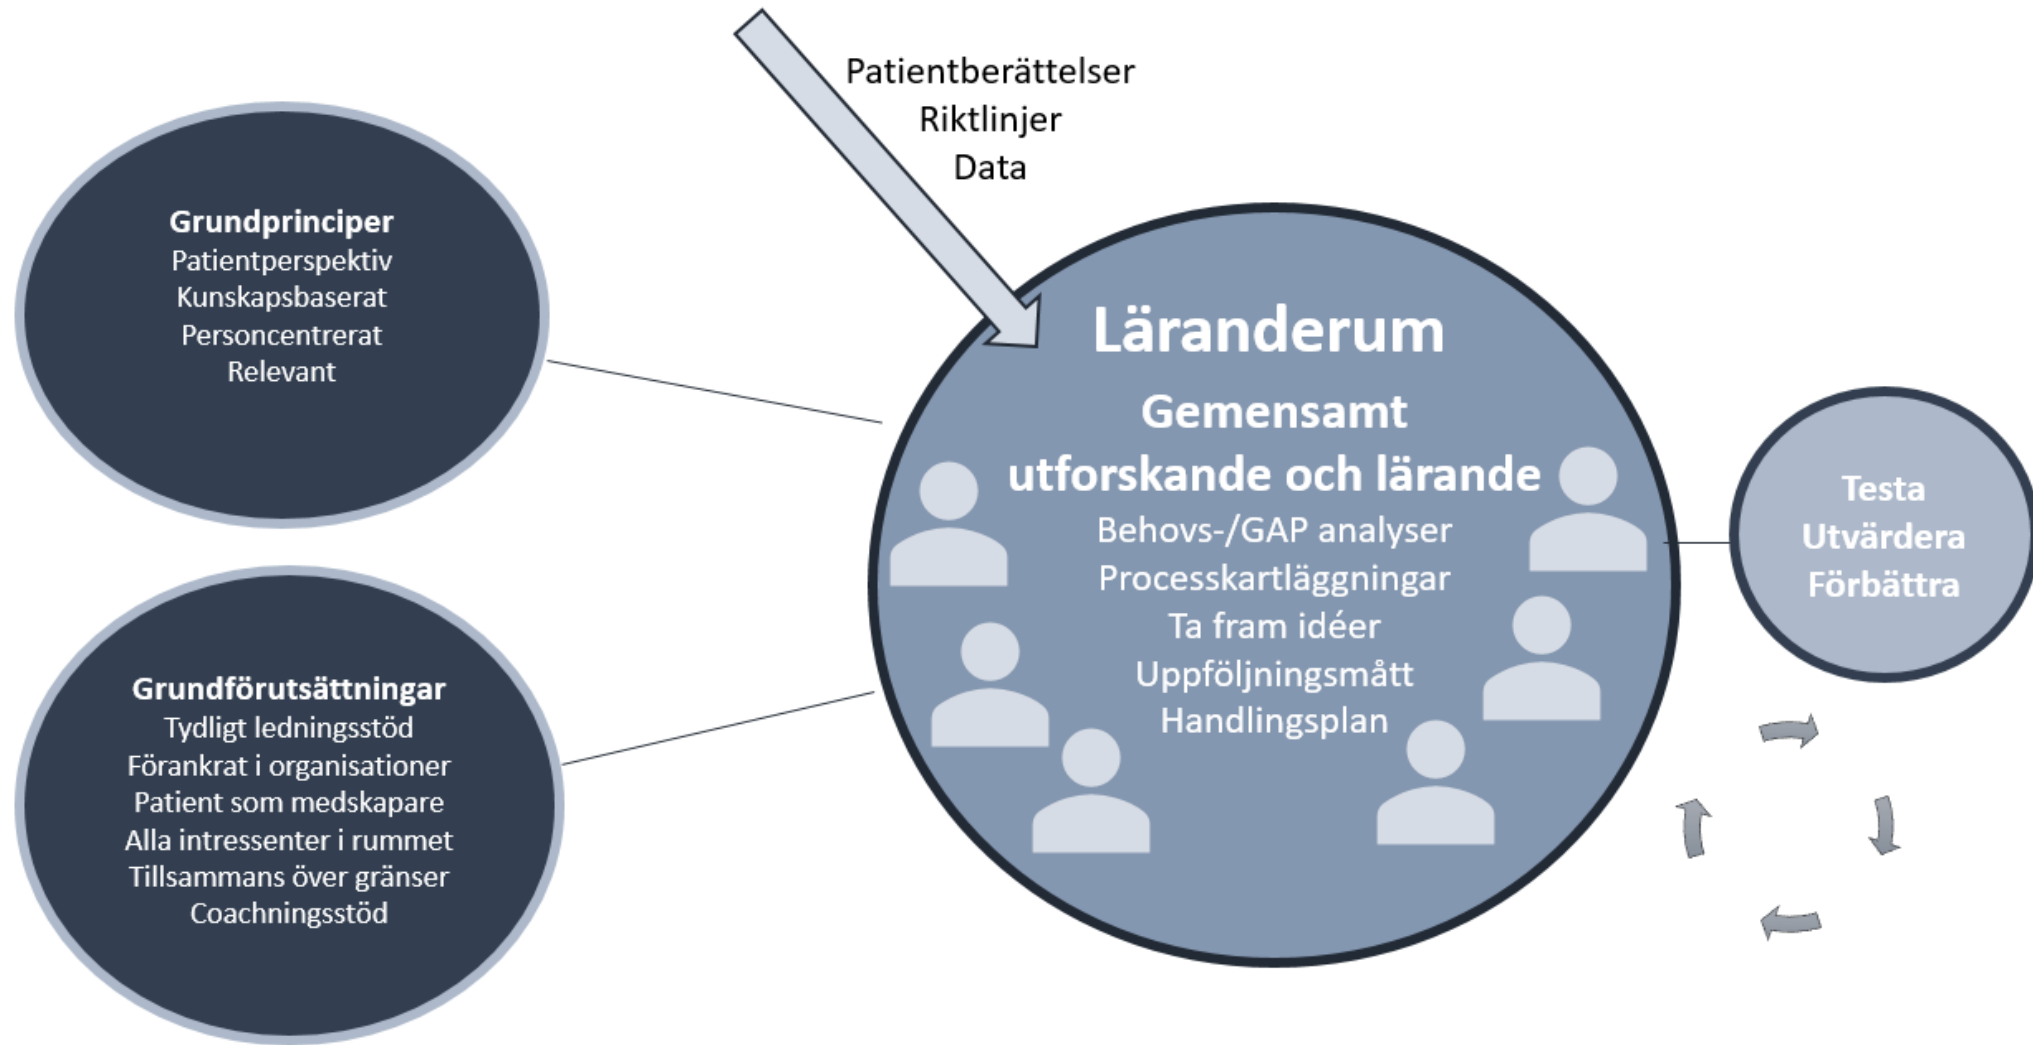 Patientberättelser
Riktlinjer
Data
Grundprinciper
Patientperspektiv
Kunskapsbaserat
Personcentrerat
Relevant
Grundförutsättningar
Tydligt ledningsstöd
Förankrat i organisationer
Patient som medskapare
Alla intressenter i rummet
Tillsammans över gränser
Coachningsstöd
Läranderum
Gemensamt
utforskande och lärande
Behovs-/GAP analyser
Processkartläggningar
Ta fram idéer
Uppföljningsmått
Handlingsplan
Testa
Utvärdera
Förbättra